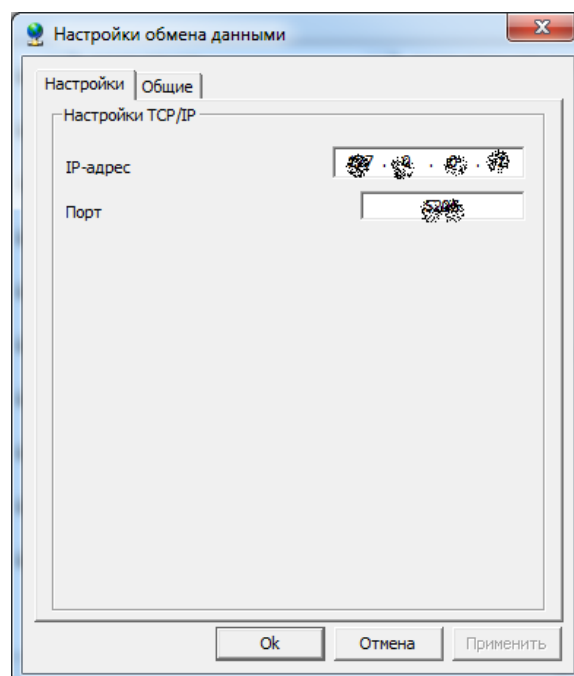 Настройки обмена данными
Настройки Общие
Настройки TCP/IP
IP-адрес
Порт
Ok Отмена Применить